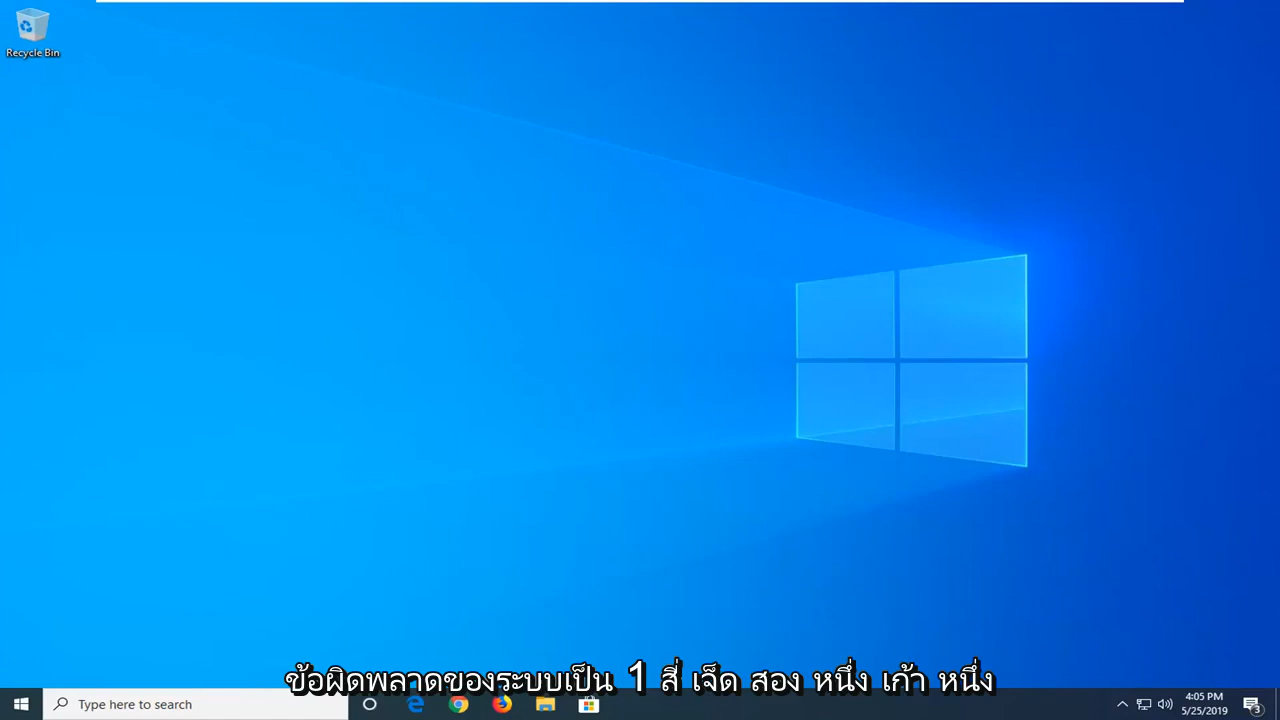 Recycle Bin
ข้อผิดพลาดของระบบเป็น 1 สี่ เจ็ด สอง หนึ่ง เก้า หนึ่ง
Type here to search
4:05 PM
5/25/2019
3